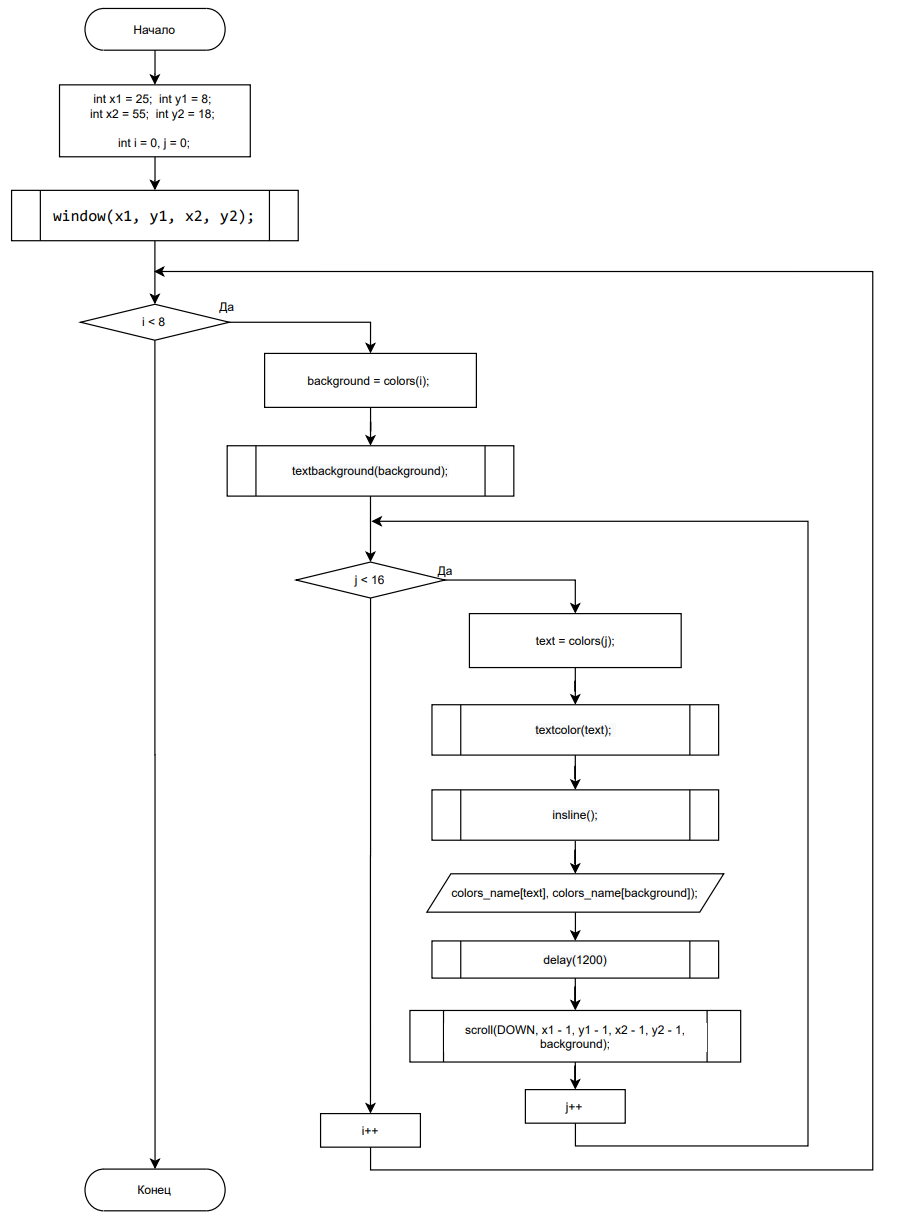 Начало
int x1 = 25;  int y1 = 8;
int x2 = 55;  int y2 = 18;
int i = 0, j = 0;
window(x1, y1, x2, y2);
Да
i < 8
background = colors(i);
textbackground(background);
Да
j < 16
text = colors(j);
textcolor(text);
insline();
colors_name[text], colors_name[background]);
delay(1200)
scroll(DOWN, x1 - 1, y1 - 1, x2 - 1, y2 - 1,
background);
j++
i++
Конец